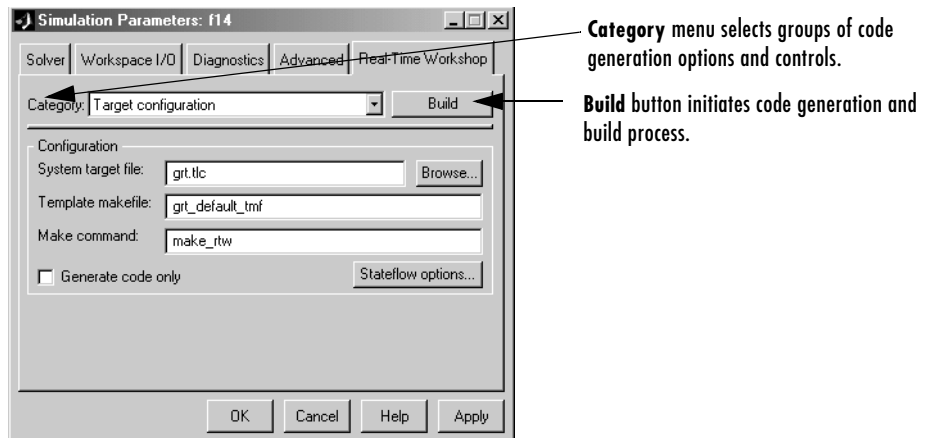 Simulation Parameters: f14
Solver Workspace I/O Diagnostics Advanced Real-Time Workshop
Category: Target configuration Build
Configuration
System target file: grt.tlc Browse...
Template makefile: grt_default_tmf
Make command: make_rtw
Generate code only Stateflow options...
OK Cancel Help Apply
Category menu selects groups of code
generation options and controls.
Build button initiates code generation and
build process.